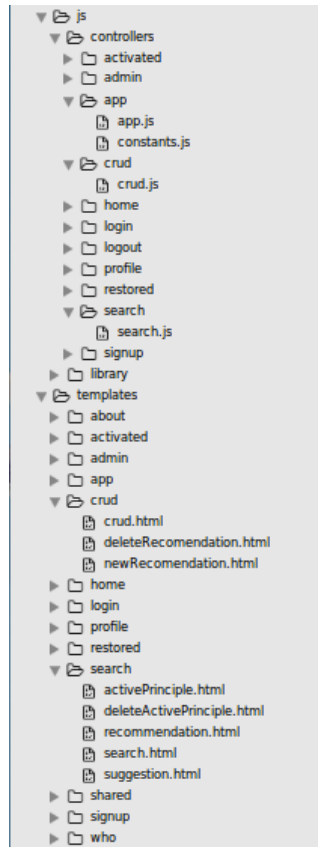 js
controllers
activated
admin
app
app.js
constants.js
crud
crud.js
home
login
logout
profile
restored
search
search.js
signup
library
templates
about
activated
admin
app
crud
crud.html
deleteRecomendation.html
newRecomendation.html
home
login
profile
restored
search
activePrinciple.html
deleteActivePrinciple.html
recommendation.html
search.html
suggestion.html
shared
signup
who